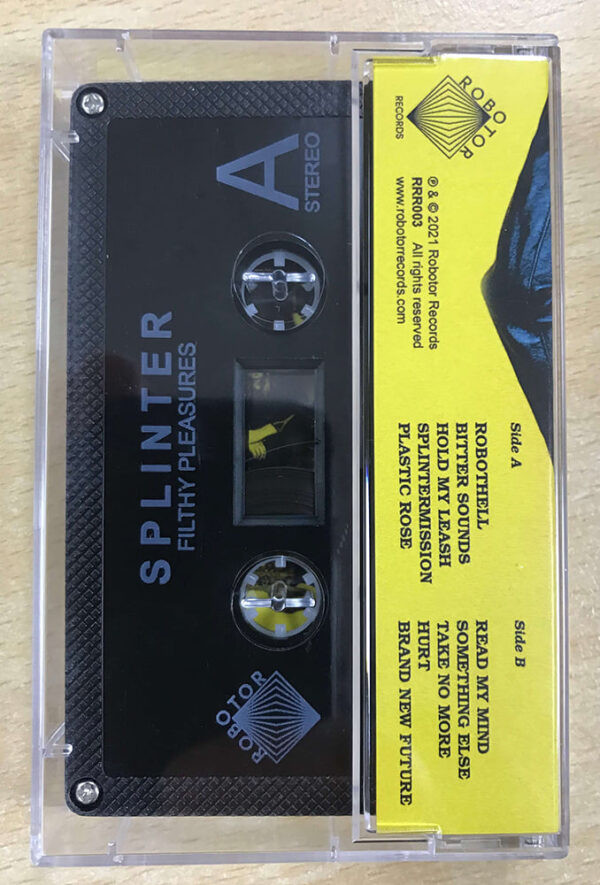 A
STEREO
SPLINTER
FILTHY PLEASURES
ROBOTOR
ROBOTOR
RECORDS
℗ & © 2021 Robotor Records
RRR003 All rights reserved
www.robotorrecords.com
Side A
ROBOTHELL
BITTER SOUNDS
HOLD MY LEASH
SPLINTERMISSION
PLASTIC ROSE
Side B
READ MY MIND
SOMETHING ELSE
TAKE NO MORE
HURT
BRAND NEW FUTURE